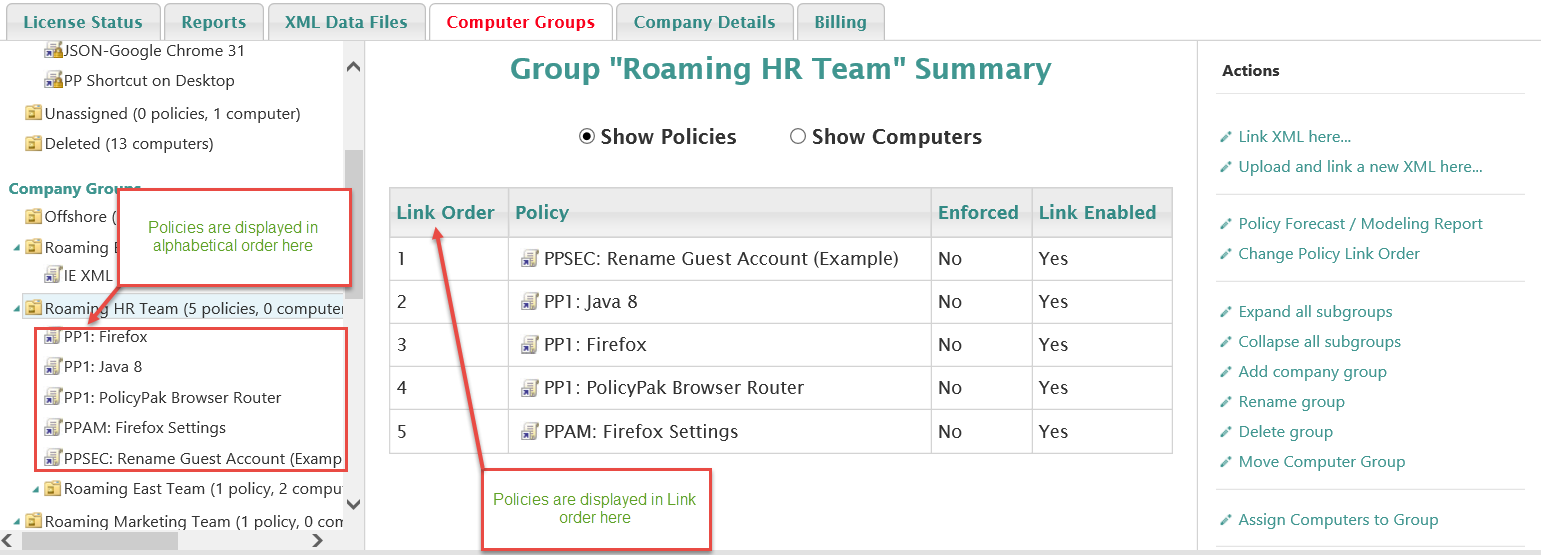 License Status
Reports
XML Data Files
Computer Groups
Company Details
Billing
JSON-Google Chrome 31
PP Shortcut on Desktop
Unassigned (0 policies, 1 computer)
Deleted (13 computers)
Company Groups
Offshore (
Roaming
IE XML
Roaming HR Team (5 policies, 0 computer
PP1: Firefox
PP1: Java 8
PP1: PolicyPak Browser Router
PPAM: Firefox Settings
PPSEC: Rename Guest Account (Examp
Roaming East Team (1 policy, 2 compu
Roaming Marketing Team (1 policy, 0 com
Policies are displayed in
alphabetical order here
Group "Roaming HR Team" Summary
Show Policies
Show Computers
Link Order Policy Enforced Link Enabled
1 PPSEC: Rename Guest Account (Example) No Yes
2 PP1: Java 8 No Yes
3 PP1: Firefox No Yes
4 PP1: PolicyPak Browser Router No Yes
5 PPAM: Firefox Settings No Yes
Policies are displayed in Link
order here
Actions
Link XML here...
Upload and link a new XML here...
Policy Forecast / Modeling Report
Change Policy Link Order
Expand all subgroups
Collapse all subgroups
Add company group
Rename group
Delete group
Move Computer Group
Assign Computers to Group